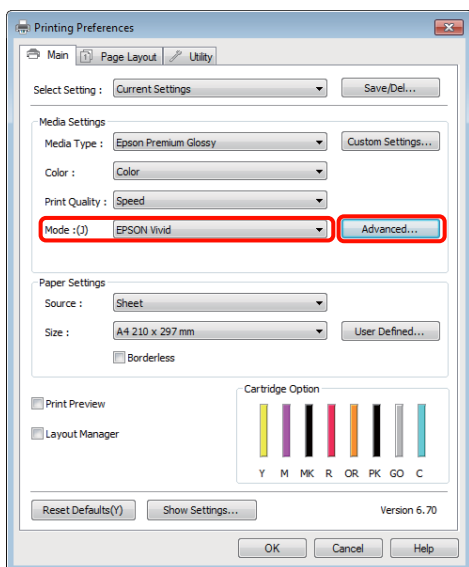 Printing Preferences
Main Page Layout Utility
Select Setting : Current Settings Save/Del...
Media Settings
Media Type : Epson Premium Glossy Custom Settings...
Color : Color
Print Quality : Speed
Mode :(J) EPSON Vivid Advanced...
Paper Settings
Source : Sheet
Size : A4 210 x 297 mm User Defined...
Borderless
Cartridge Option
Print Preview
Layout Manager
Y M MK R OR PK GO C
Reset Defaults(Y) Show Settings... Version 6.70
OK Cancel Help